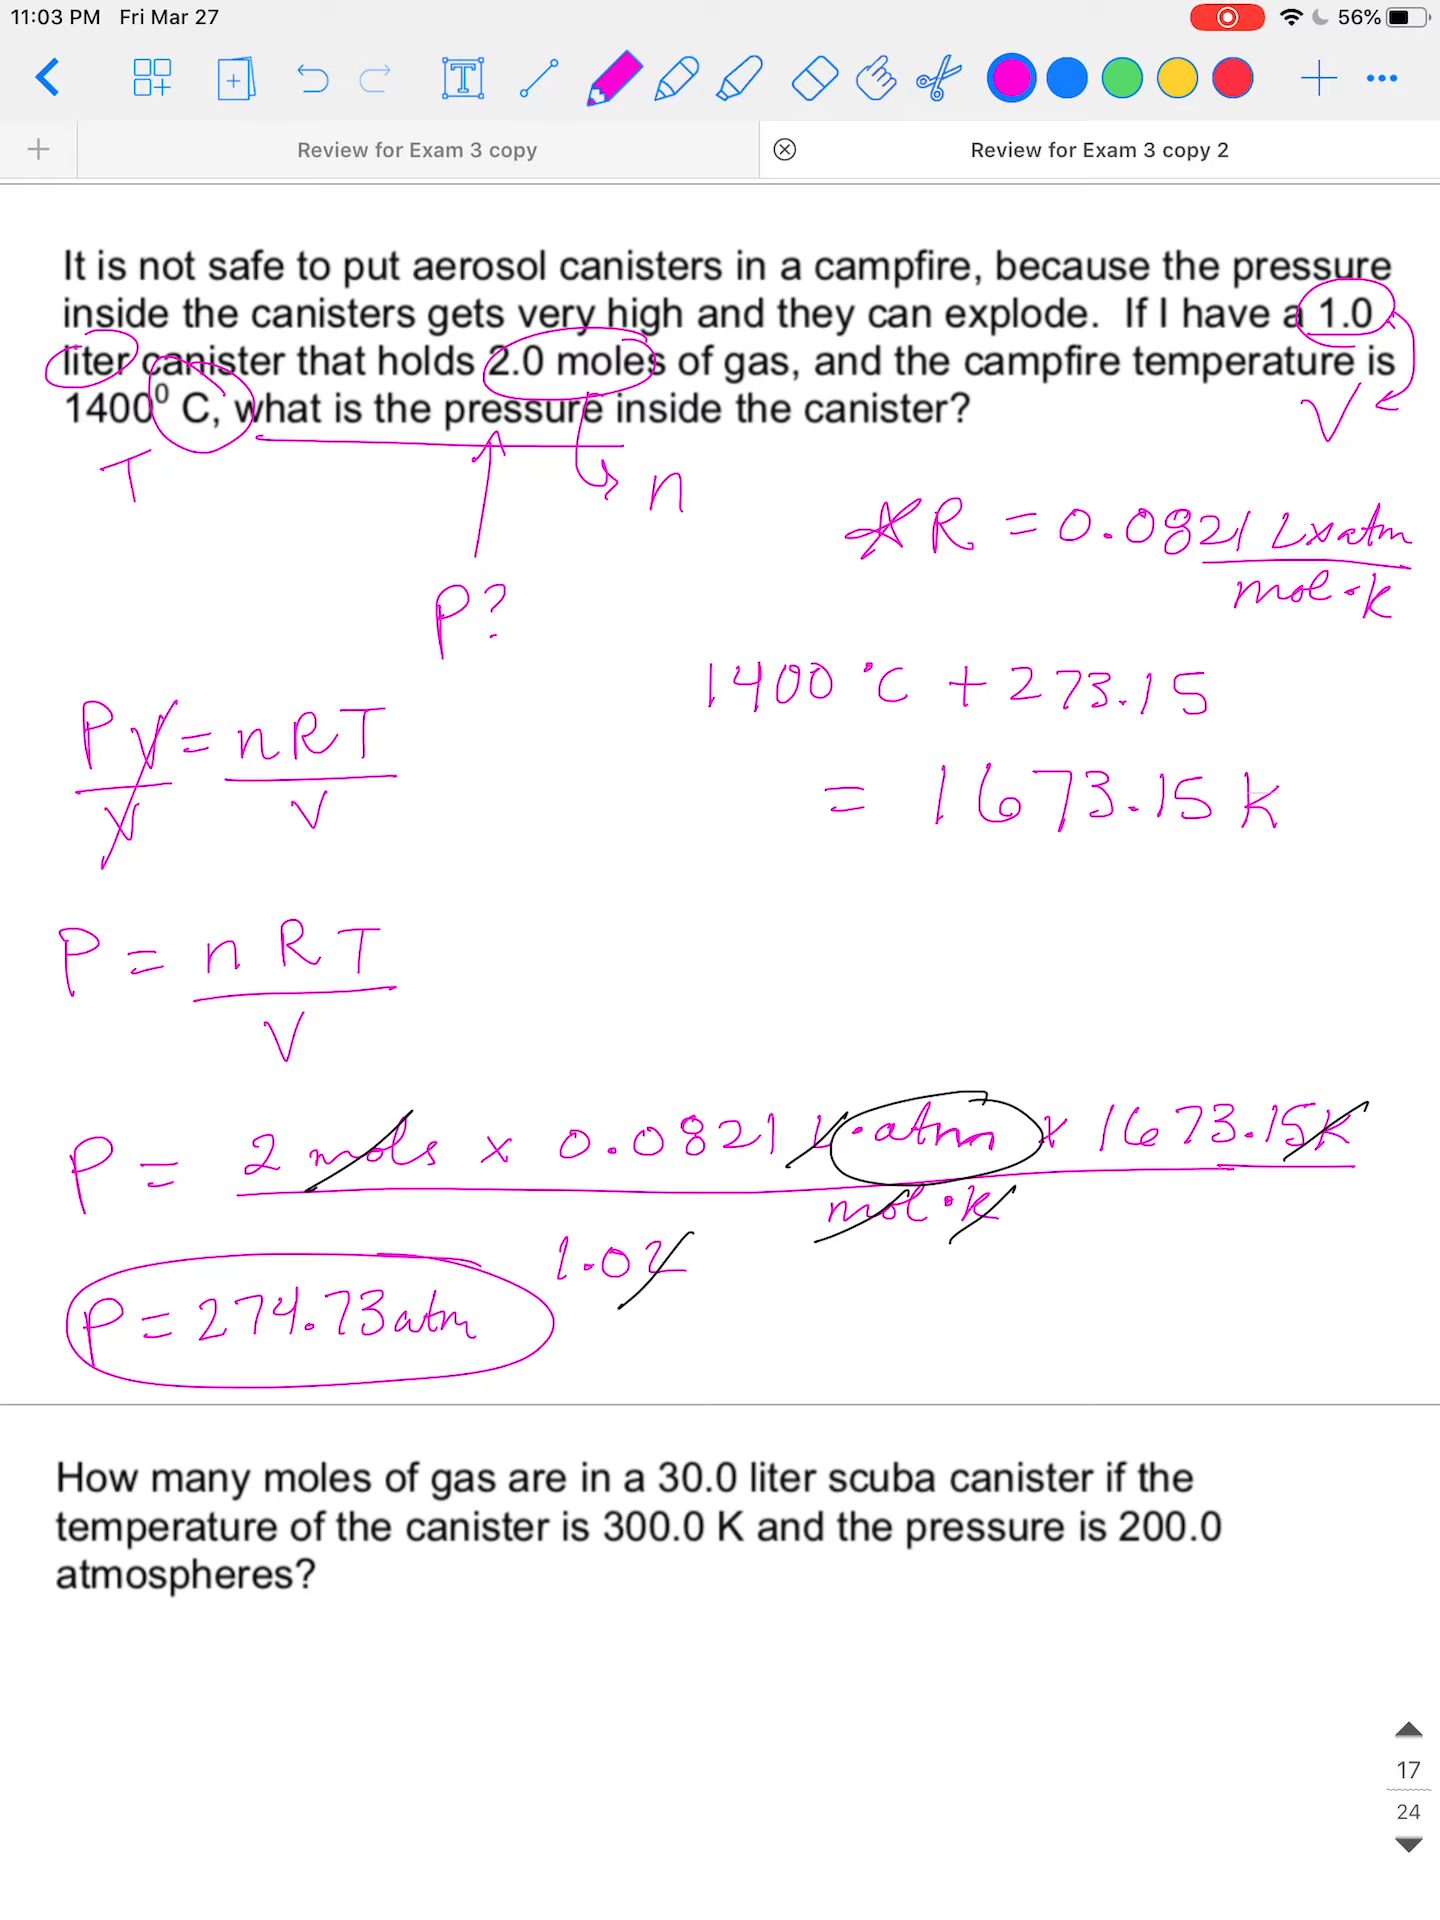 11:03 PM Fri Mar 27 56%
Review for Exam 3 copy
Review for Exam 3 copy 2
It is not safe to put aerosol canisters in a campfire, because the pressure
inside the canisters gets very high and they can explode. If I have a 1.0
liter canister that holds 2.0 moles of gas, and the campfire temperature is
1400⁰ C, what is the pressure inside the canister?
V
T
n
P?
*R = 0.0821 L×atm
mol·K
1400 °C + 273.15
= 1673.15 K
PV = nRT
V V
P = nRT
V
P = 2 mols × 0.0821 L·atm × 1673.15K
mol·K
1.0L
P = 274.73 atm
How many moles of gas are in a 30.0 liter scuba canister if the
temperature of the canister is 300.0 K and the pressure is 200.0
atmospheres?
17
24